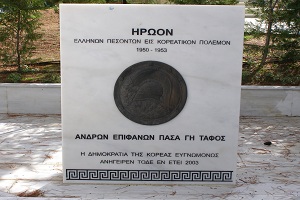 ΗΡΩΟΝ
ΕΛΛΗΝΩΝ ΠΕΣΟΝΤΩΝ ΕΙΣ ΚΟΡΕΑΤΙΚΟΝ ΠΟΛΕΜΟΝ
1950 - 1953
ΑΝΔΡΩΝ ΕΠΙΦΑΝΩΝ ΠΑΣΑ ΓΗ ΤΑΦΟΣ
Η ΔΗΜΟΚΡΑΤΙΑ ΤΗΣ ΚΟΡΕΑΣ ΕΥΓΝΩΜΟΝΟΣ
ΑΝΗΓΕΙΡΕΝ ΤΟΔΕ ΕΝ ΕΤΕΙ 2003